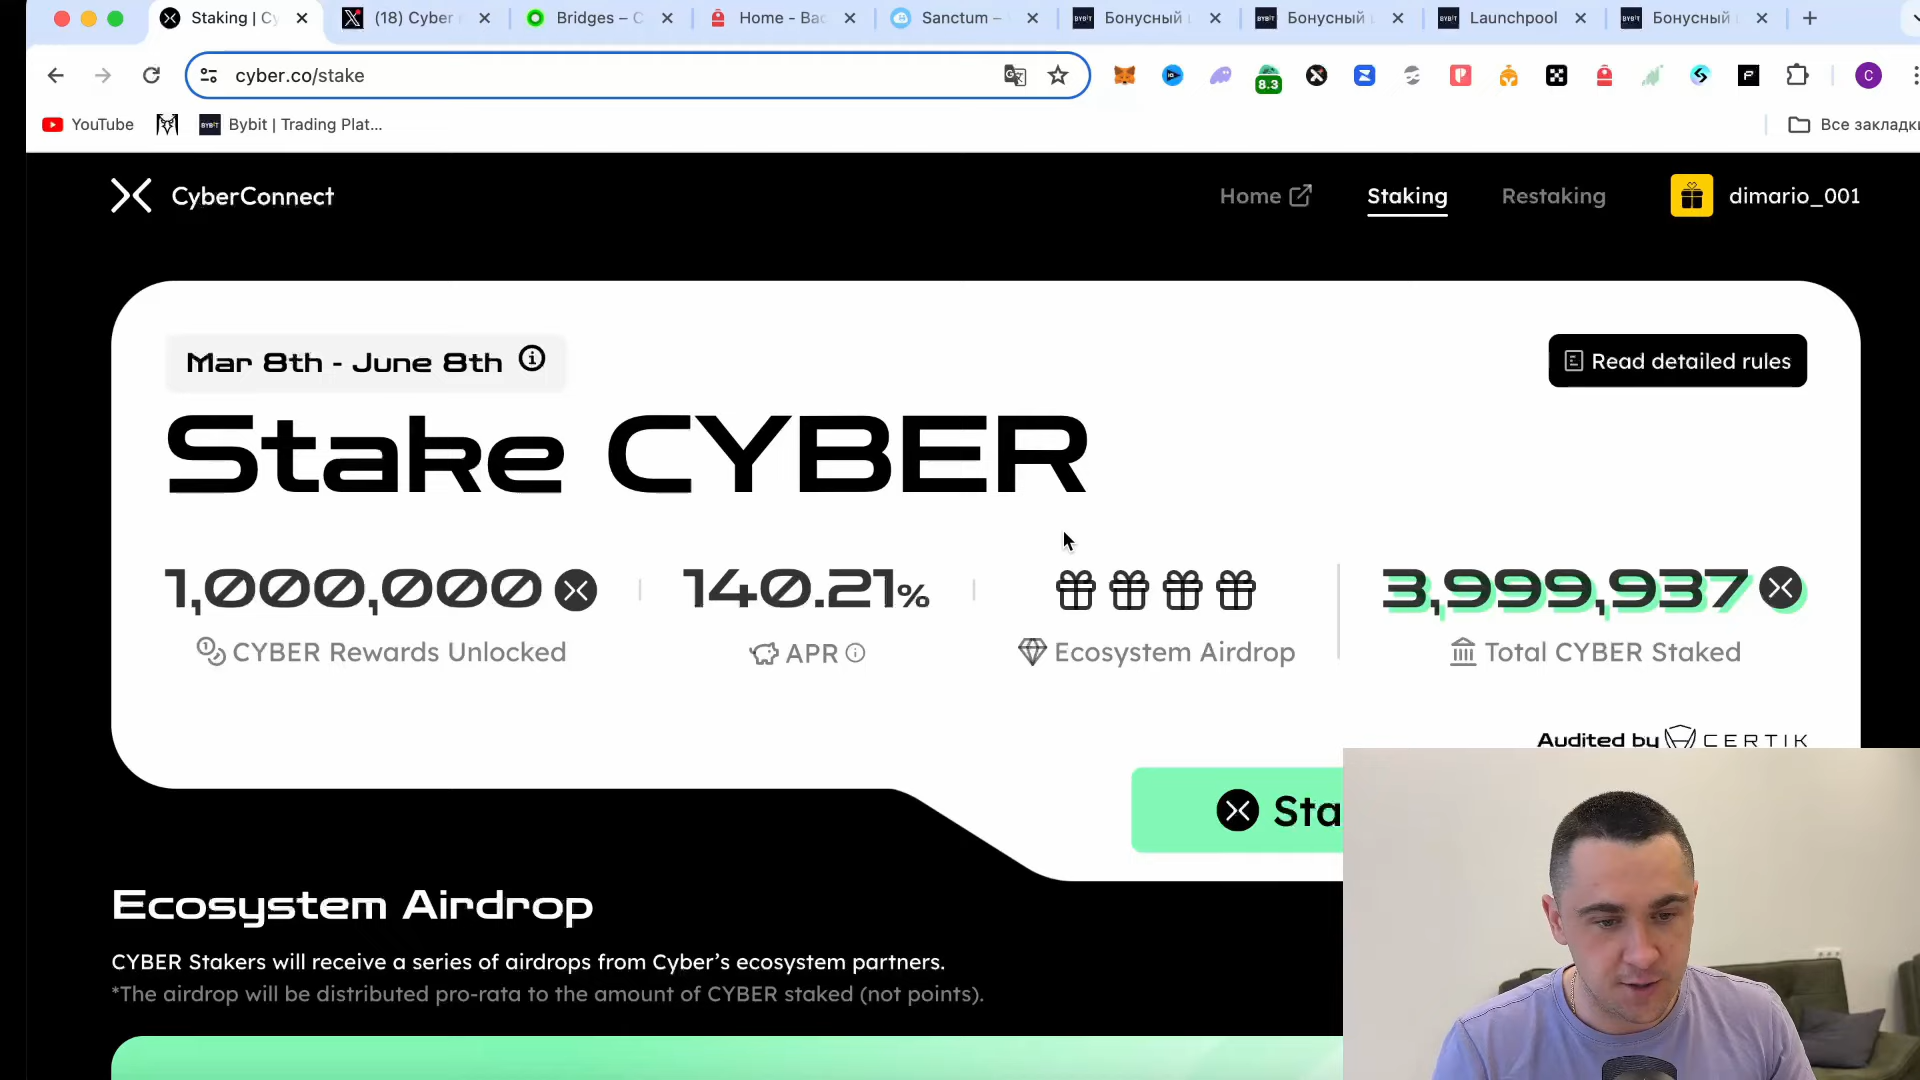 Staking | Cy
(18) Cyber
Bridges – C
Home - Bac
Sanctum –
Бонусный
Бонусный
Launchpool
Бонусный
cyber.co/stake
8.3
C
YouTube
BYBIT Bybit | Trading Plat...
Все закладки
CyberConnect
Home
Staking
Restaking
dimario_001
Mar 8th - June 8th
Read detailed rules
Stake CYBER
1,000,000
140.21%
3,999,937
CYBER Rewards Unlocked
APR
Ecosystem Airdrop
Total CYBER Staked
Audited by CERTIK
Sta
Ecosystem Airdrop
CYBER Stakers will receive a series of airdrops from Cyber’s ecosystem partners.
*The airdrop will be distributed pro-rata to the amount of CYBER staked (not points).